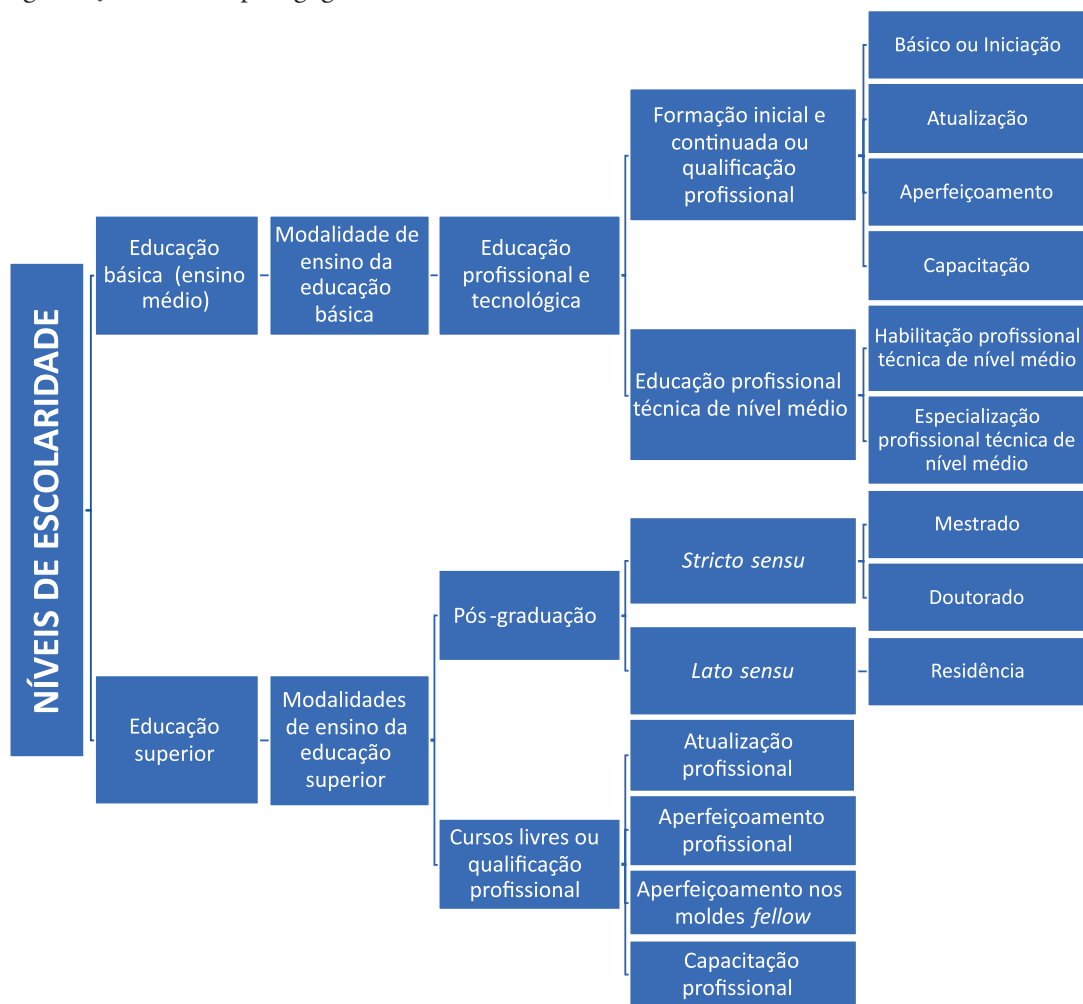 NÍVEIS DE ESCOLARIDADE
Educação
básica (ensino
médio)
Modalidade de
ensino da
educação
básica
Educação
profissional e
tecnológica
Formação inicial e
continuada ou
qualificação
profissional
Básico ou Iniciação
Atualização
Aperfeiçoamento
Capacitação
Educação profissional
técnica de nível médio
Habilitação profissional
técnica de nível médio
Especialização
profissional técnica de
nível médio
Educação
superior
Modalidades
de ensino da
educação
superior
Pós-graduação
Stricto sensu
Mestrado
Doutorado
Lato sensu
Residência
Cursos livres ou
qualificação
profissional
Atualização
profissional
Aperfeiçoamento
profissional
Aperfeiçoamento nos
moldes fellow
Capacitação
profissional